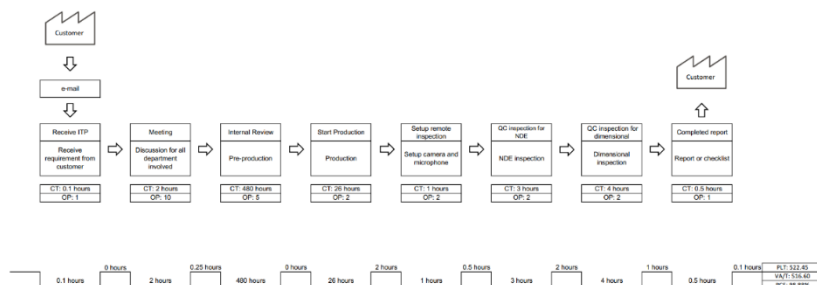 Customer
Customer
e-mail
Receive ITP
Receive
requirement from
customer
CT: 0.1 hours
OP: 1
Meeting
Discussion for all
department
involved
CT: 2 hours
OP: 10
Internal Review
Pre-production
CT: 480 hours
OP: 5
Start Production
Production
CT: 26 hours
OP: 2
Setup remote
inspection
Setup camera and
microphone
CT: 1 hours
OP: 2
QC inspection for
NDE
NDE inspection
CT: 3 hours
OP: 2
QC inspection for
dimensional
Dimensional
inspection
CT: 4 hours
OP: 2
Completed report
Report or checklist
CT: 0.5 hours
OP: 1
0 hours
0.25 hours
0 hours
2 hours
0.5 hours
2 hours
1 hours
0.1 hours
0.1 hours
2 hours
480 hours
26 hours
1 hours
3 hours
4 hours
0.5 hours
PLT: 522.45
VA/T: 516.60